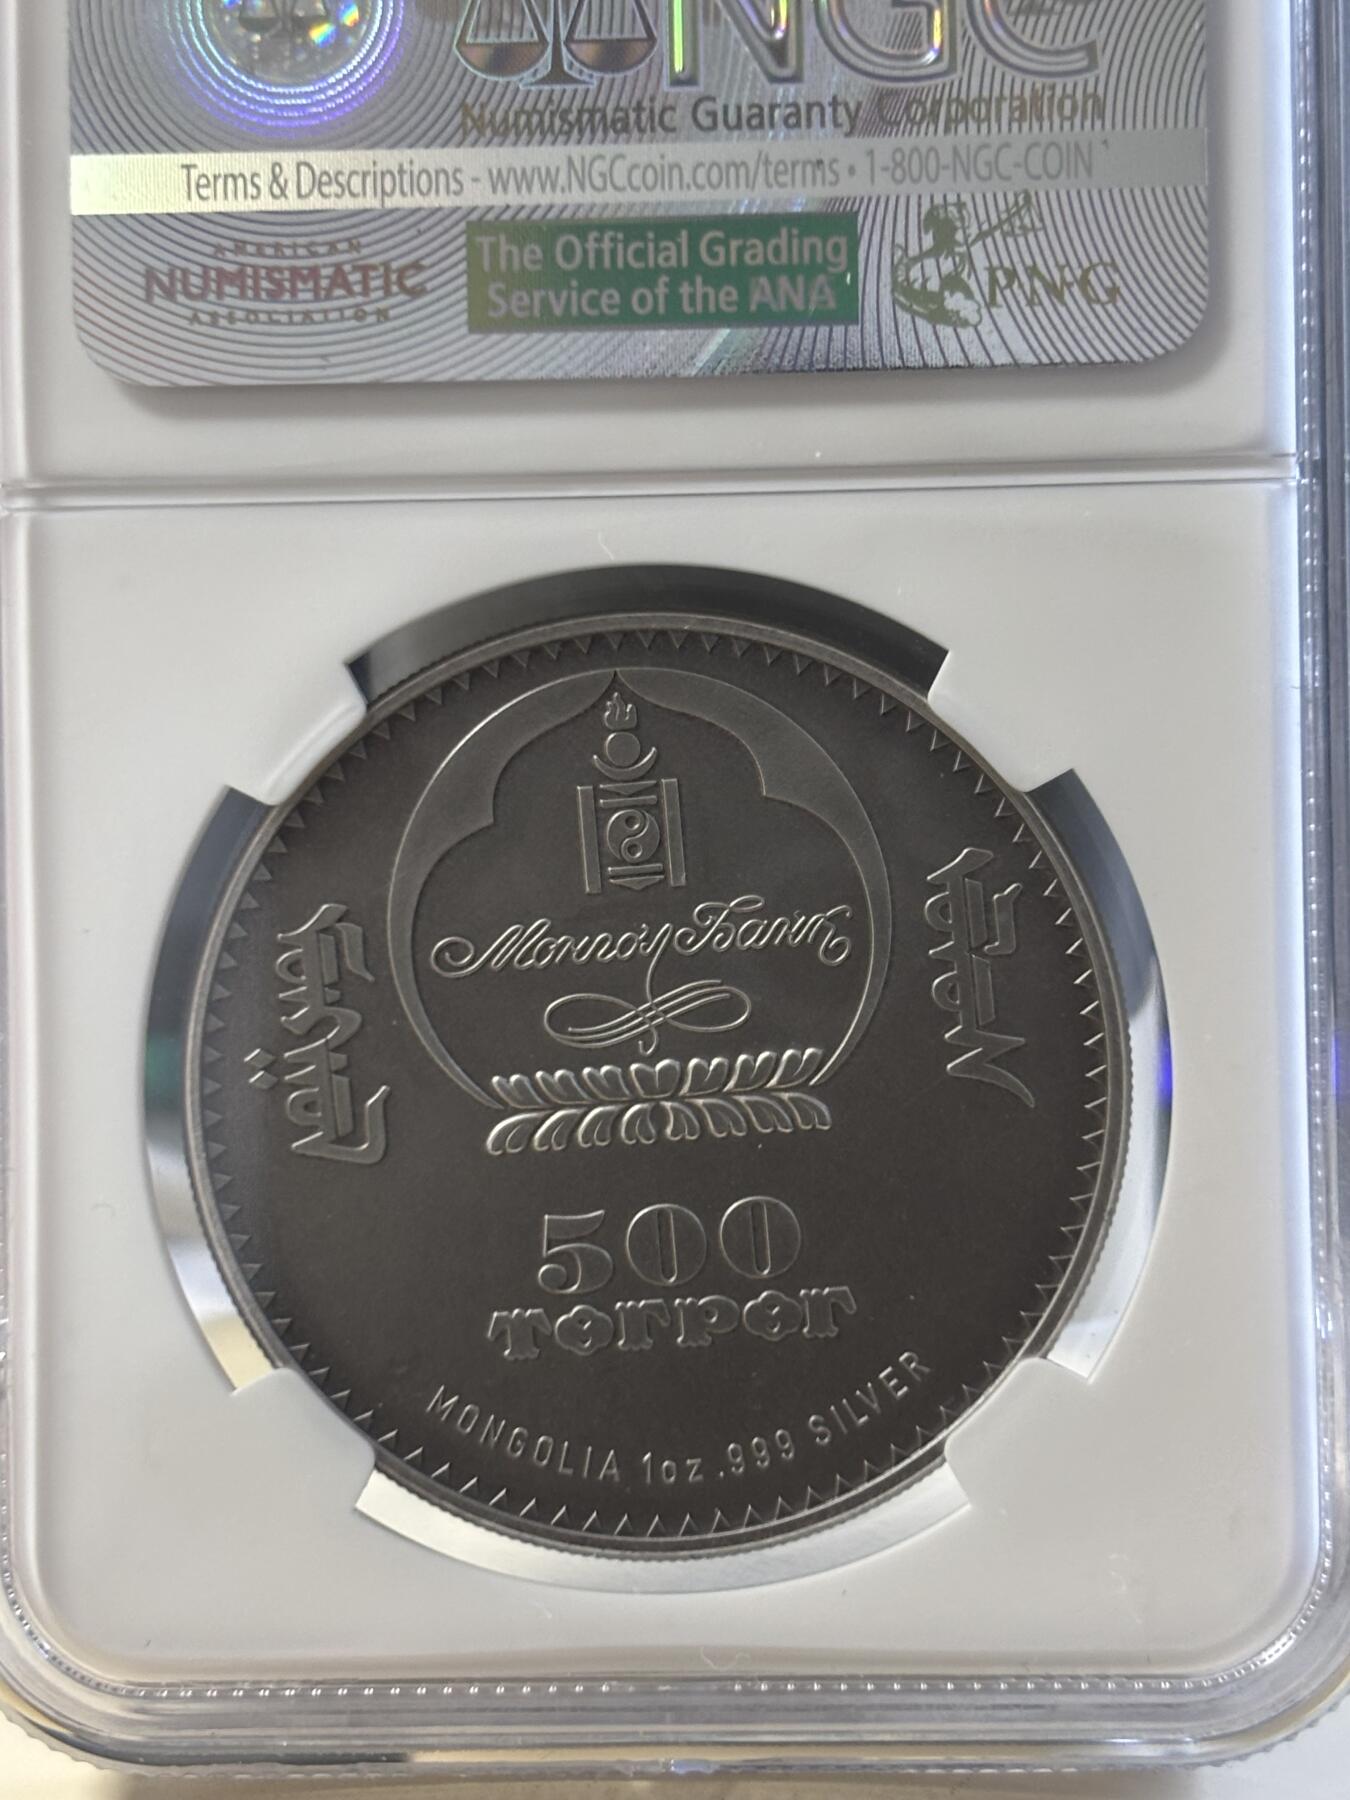 NGC
Numismatic Guaranty Corporation
Terms & Descriptions - www.NGCcoin.com/terms • 1-800-NGC-COIN
AMERICAN
NUMISMATIC
ASSOCIATION
The Official Grading
Service of the ANA
PNG
Монгол Банк
500
ТӨГРӨГ
MONGOLIA 1oz .999 SILVER